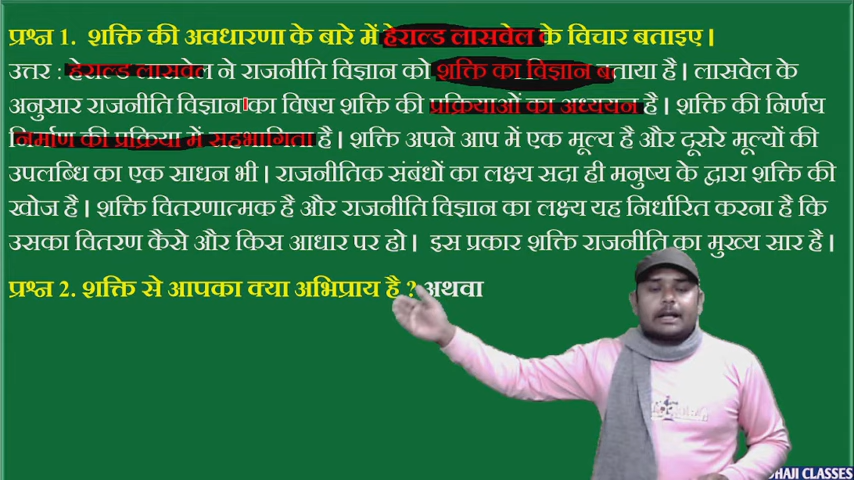 प्रश्न 1. शक्ति की अवधारणा के बारे में हेराल्ड लासवेल के विचार बताइए |
उत्तर : हेराल्ड लासवेल ने राजनीति विज्ञान को शक्ति का विज्ञान बताया है | लासवेल के
अनुसार राजनीति विज्ञान का विषय शक्ति की प्रक्रियाओं का अध्ययन है | शक्ति की निर्णय
निर्माण की प्रक्रिया में सहभागिता है | शक्ति अपने आप में एक मूल्य है और दूसरे मूल्यों की
उपलब्धि का एक साधन भी | राजनीतिक संबंधों का लक्ष्य सदा ही मनुष्य के द्वारा शक्ति की
खोज है | शक्ति वितरणात्मक है और राजनीति विज्ञान का लक्ष्य यह निर्धारित करना है कि
उसका वितरण कैसे और किस आधार पर हो | इस प्रकार शक्ति राजनीति का मुख्य सार है |
प्रश्न 2. शक्ति से आपका क्या अभिप्राय है ? अथवा
HAJI CLASSES